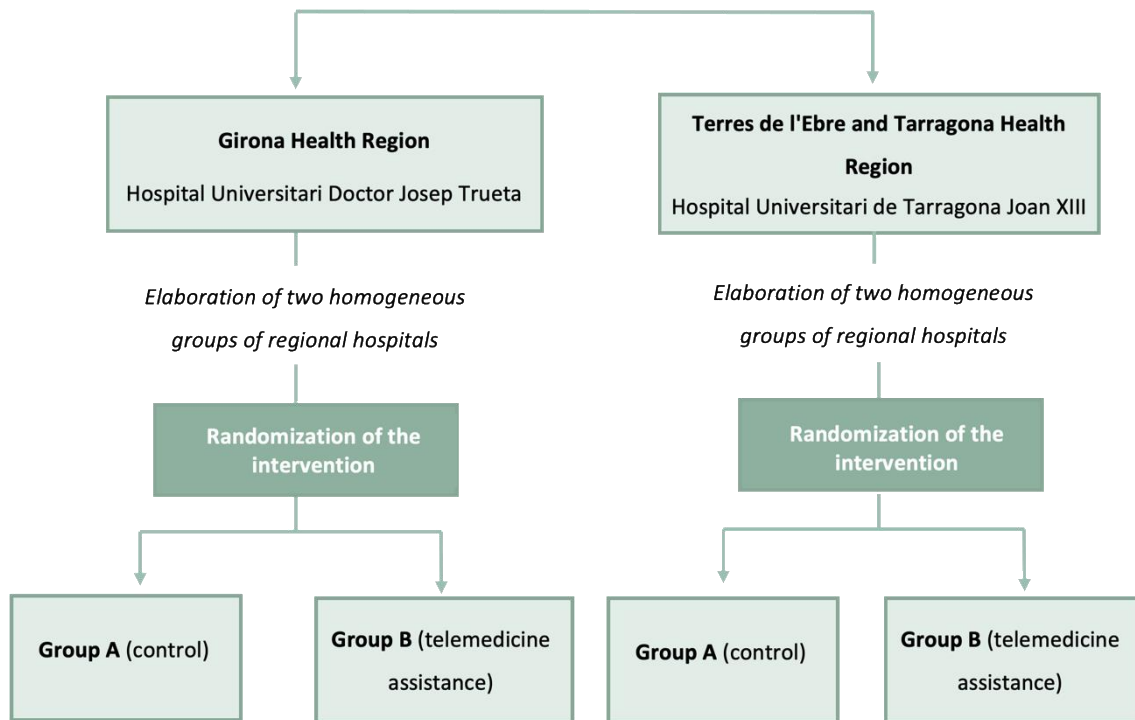 Girona Health Region
Hospital Universitari Doctor Josep Trueta
Elaboration of two homogeneous
groups of regional hospitals
Randomization of the
intervention
Group A (control)
Group B (telemedicine
assistance)
Terres de l'Ebre and Tarragona Health
Region
Hospital Universitari de Tarragona Joan XIII
Elaboration of two homogeneous
groups of regional hospitals
Randomization of the
intervention
Group A (control)
Group B (telemedicine
assistance)